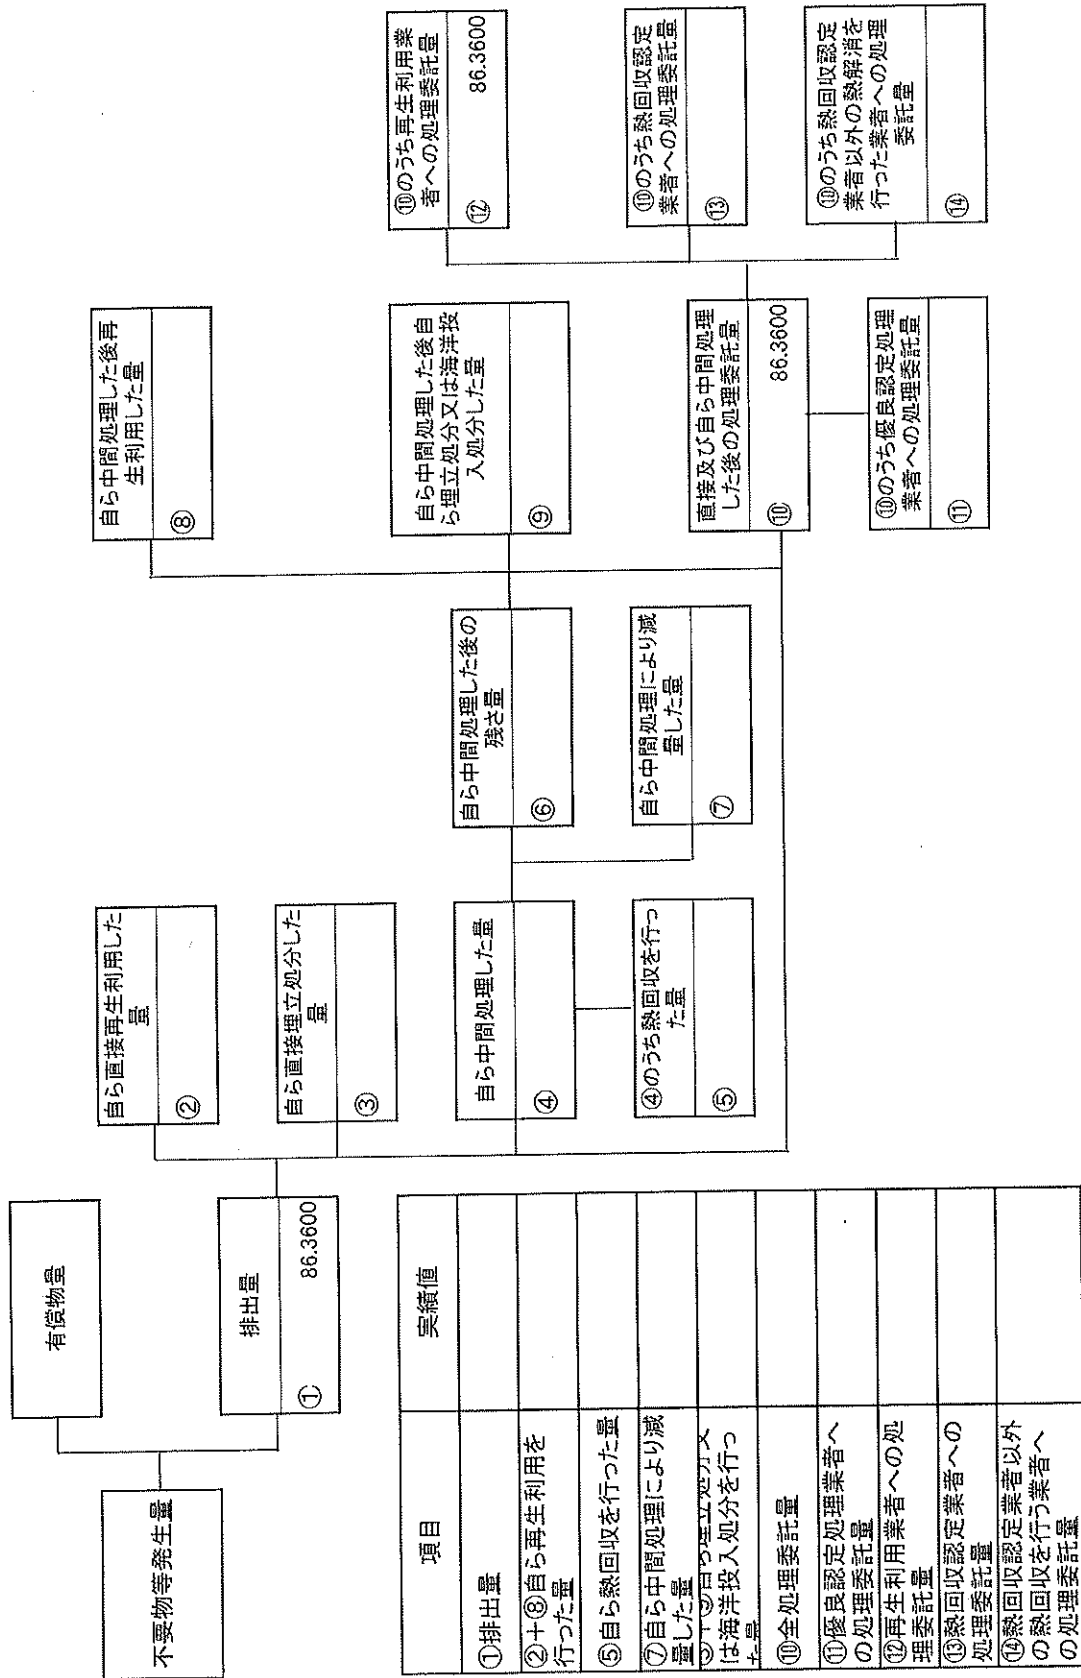 不要物等発生量
有償物量
排出量
① 86.3600
自ら直接再生利用した
量
②
自ら直接埋立処分した
量
③
自ら中間処理した量
④
④のうち熱回収を行っ
た量
⑤
自ら中間処理した後の
残さ量
⑥
自ら中間処理により減
量した量
⑦
自ら中間処理した後再
生利用した量
⑧
自ら中間処理した後自
ら埋立処分又は海洋投
入処分した量
⑨
直接及び自ら中間処理
した後の処理委託量
⑩ 86.3600
⑩のうち優良認定処理
業者への処理委託量
⑪
⑩のうち再生利用業
者への処理委託量
⑫ 86.3600
⑩のうち熱回収認定
業者への処理委託量
⑬
⑩のうち熱回収認定
業者以外の熱解消を
行った業者への処理
委託量
⑭
項目 実績値
①排出量
②+⑧自ら再生利用を
行った量
⑤自ら熱回収を行った量
⑦自ら中間処理により減
量した量
③+⑨自ら埋立処分又
は海洋投入処分を行っ
た量
⑩全処理委託量
⑪優良認定処理業者へ
の処理委託量
⑫再生利用業者への処
理委託量
⑬熱回収認定業者への
処理委託量
⑭熱回収認定業者以外
の熱回収を行う業者へ
の処理委託量